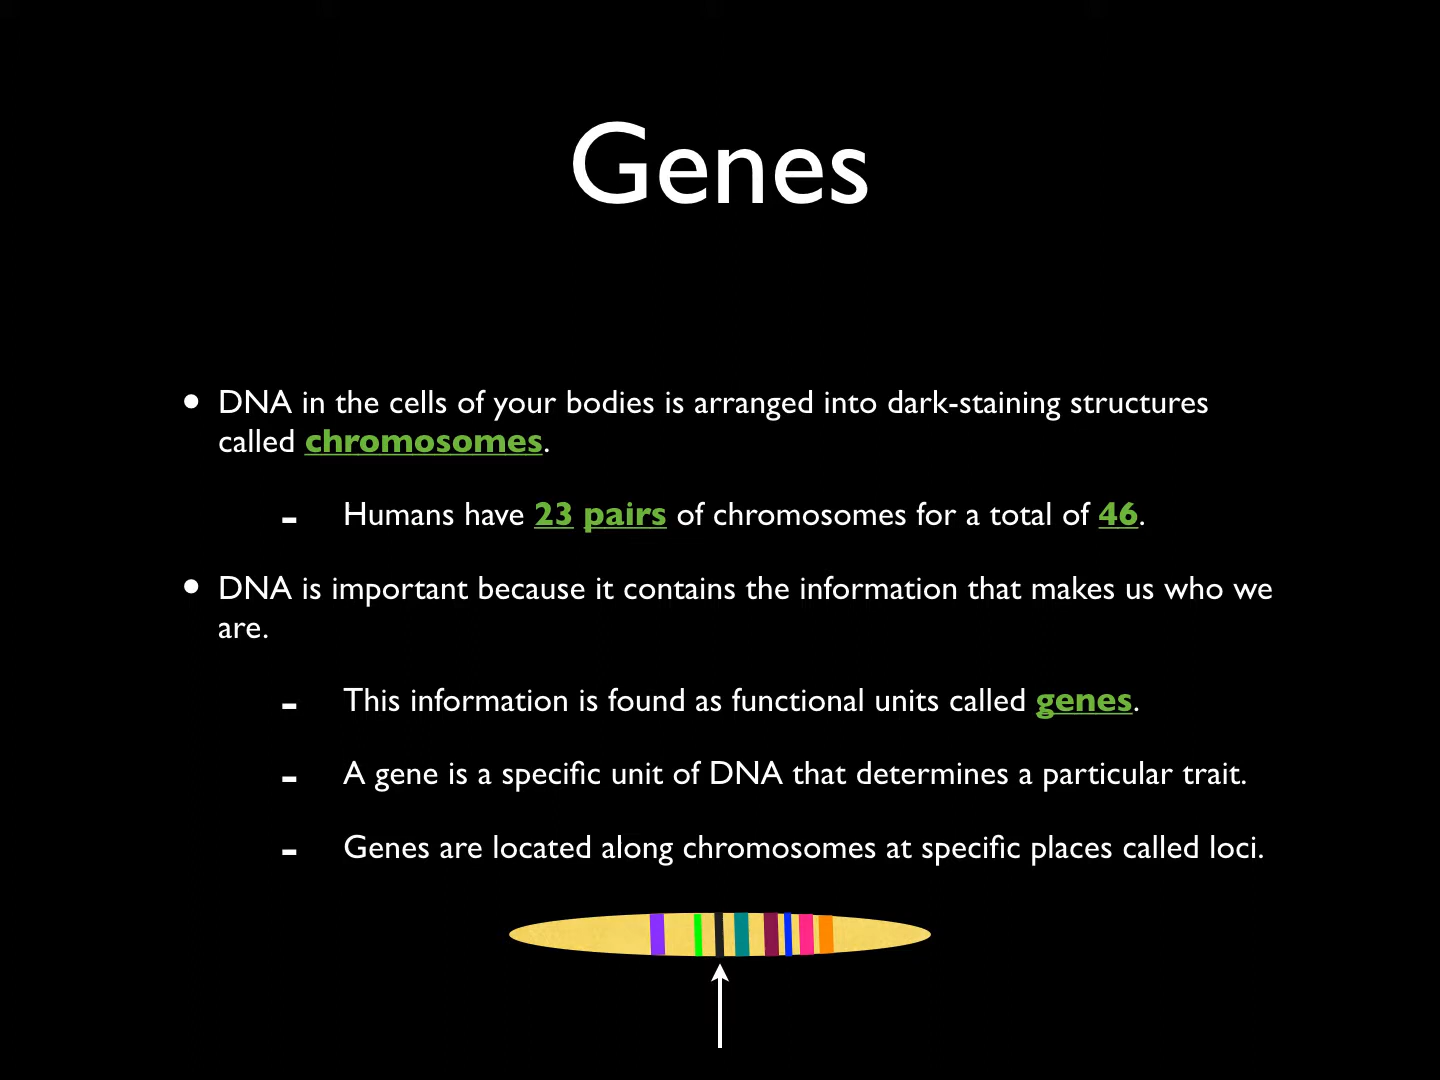 Genes
• DNA in the cells of your bodies is arranged into dark-staining structures
called chromosomes.
- Humans have 23 pairs of chromosomes for a total of 46.
• DNA is important because it contains the information that makes us who we
are.
- This information is found as functional units called genes.
- A gene is a specific unit of DNA that determines a particular trait.
- Genes are located along chromosomes at specific places called loci.